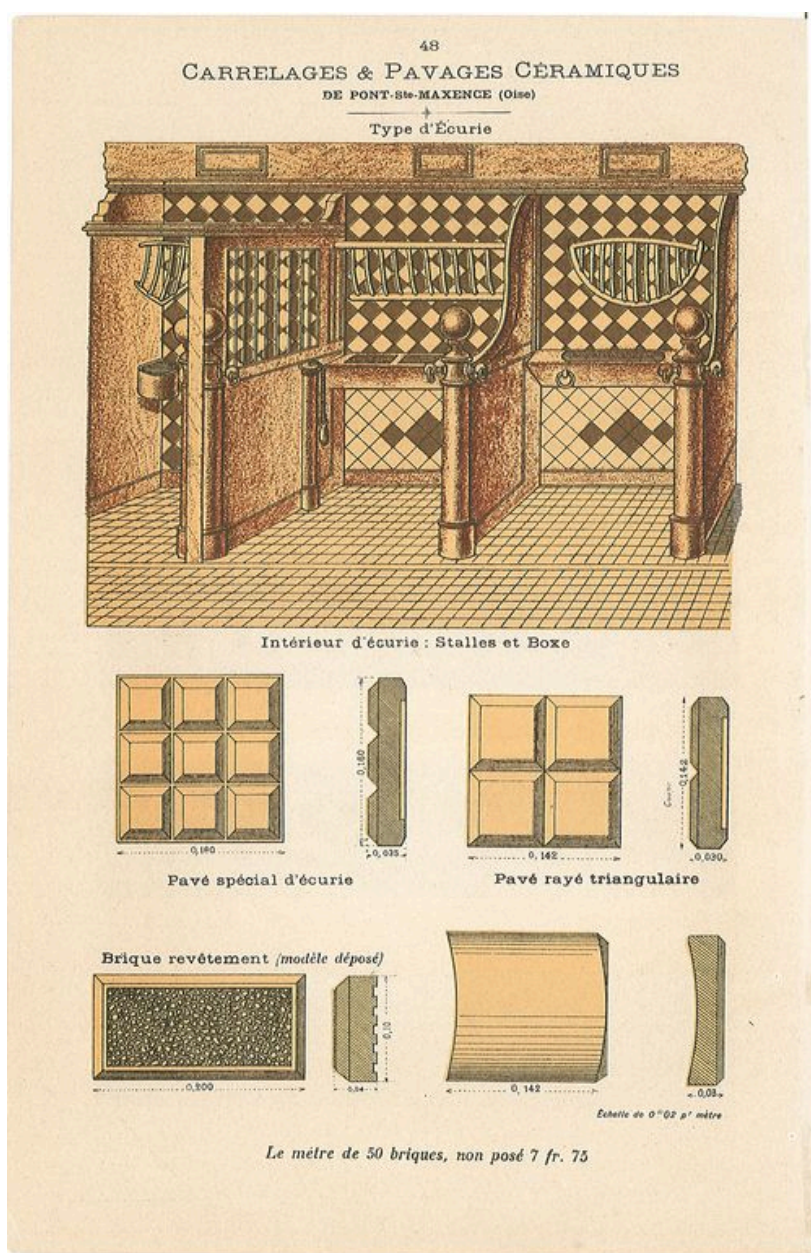 48
CARRELAGES & PAVAGES CÉRAMIQUES
DE PONT-Ste-MAXENCE (Oise)
Type d'Écurie
Intérieur d'écurie : Stalles et Boxe
0,160
0,180
0,035
0,142
0,142
0,030
Pavé spécial d'écurie
Pavé rayé triangulaire
Brique revêtement (modèle déposé)
0,10
0,200
0,04
0,142
0,03
Échelle de 0m02 pr mètre
Le mètre de 50 briques, non posé 7 fr. 75